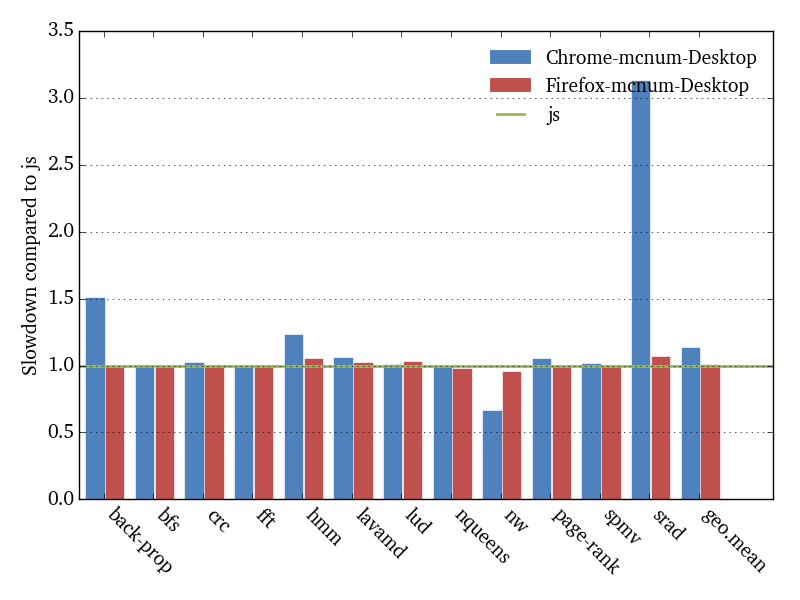 3.5
3.0
2.5
2.0
1.5
1.0
0.5
0.0
Slowdown compared to js
Chrome-mcnum-Desktop
Firefox-mcnum-Desktop
js
back-prop
bfs
crc
fft
hmm
lavamd
lud
nqueens
nw
page-rank
spmv
srad
geo.mean